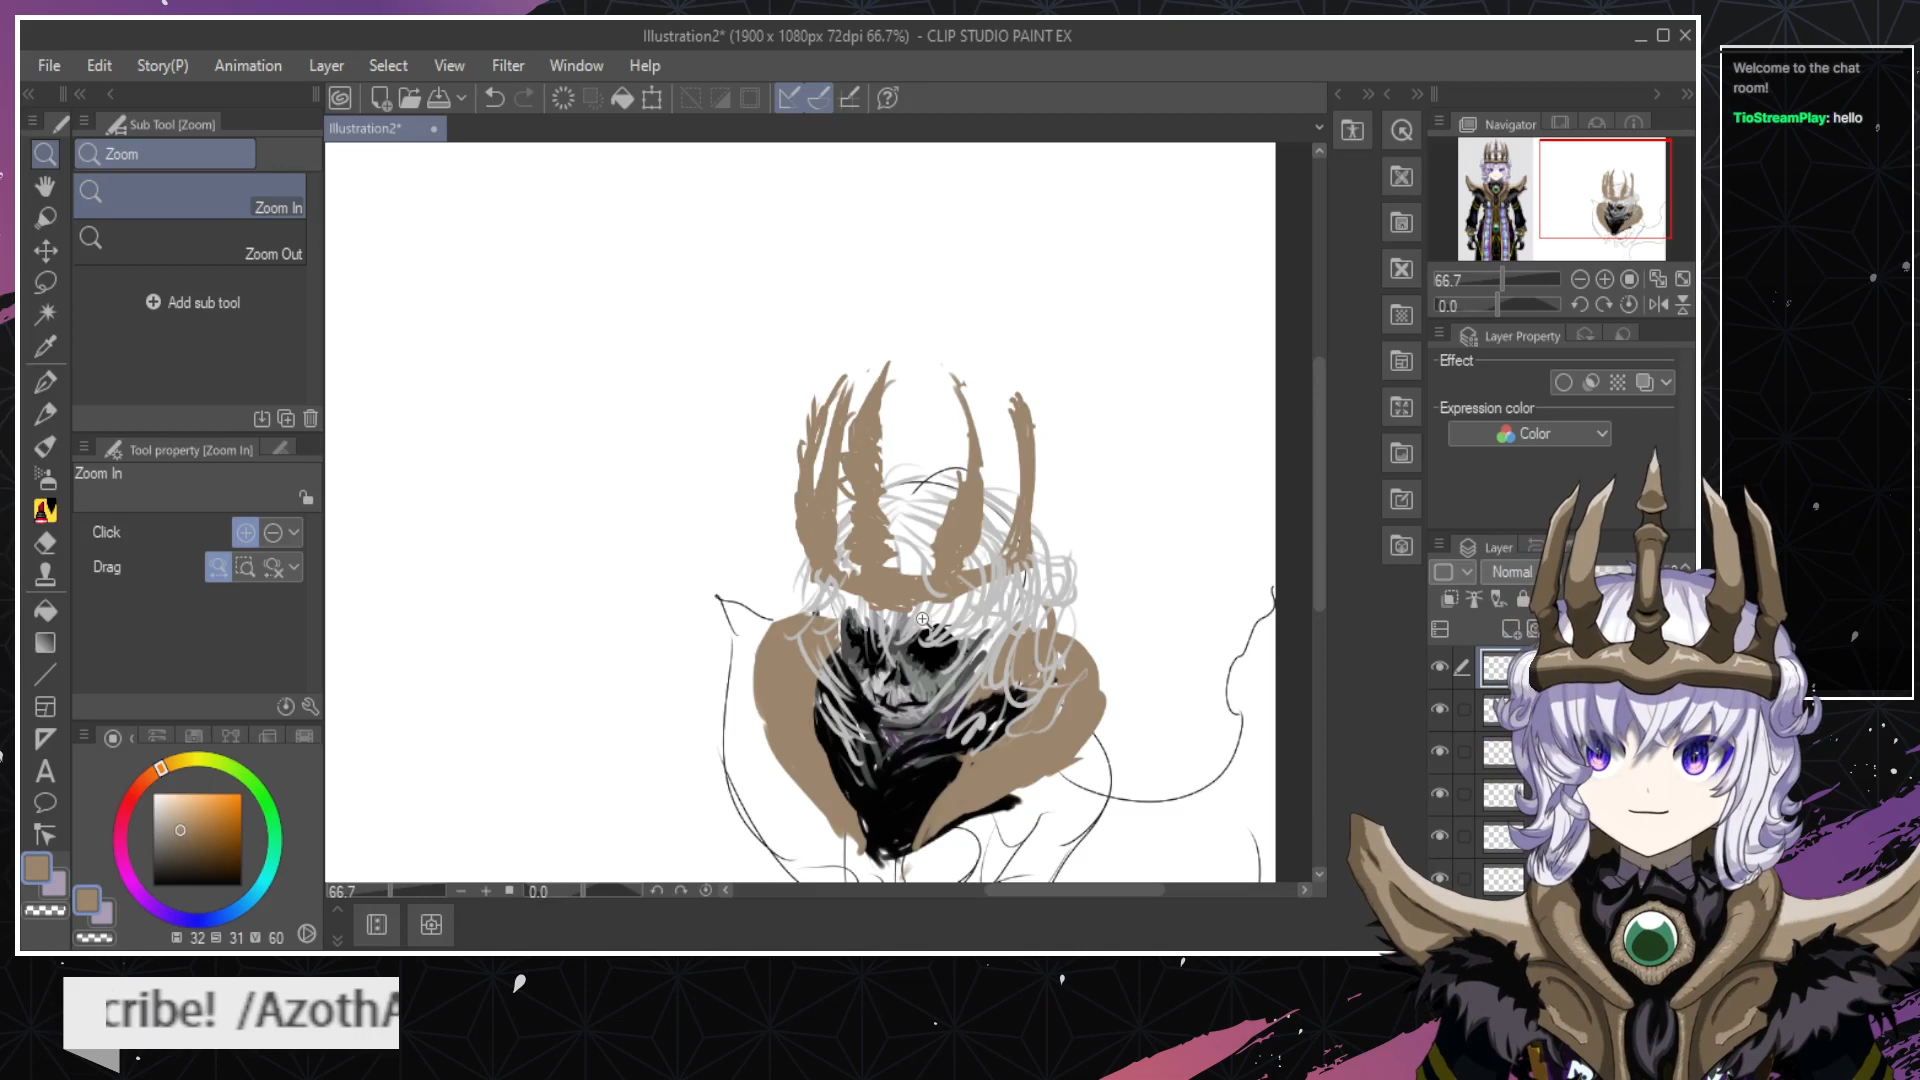 Illustration2* (1900 x 1080px 72dpi 66.7%) - CLIP STUDIO PAINT EX
File Edit Story(P) Animation Layer Select View Filter Window Help
Sub Tool [Zoom]
Illustration2*
Zoom
Zoom In
Zoom Out
Add sub tool
Tool property [Zoom In]
Zoom In
Click
Drag
32 31 60
66.7 0.0
Navigator
66.7
0.0
Layer Property
Effect
Expression color
Color
Layer
Normal
Welcome to the chat
room!
TioStreamPlay: hello
cribe! /AzothA